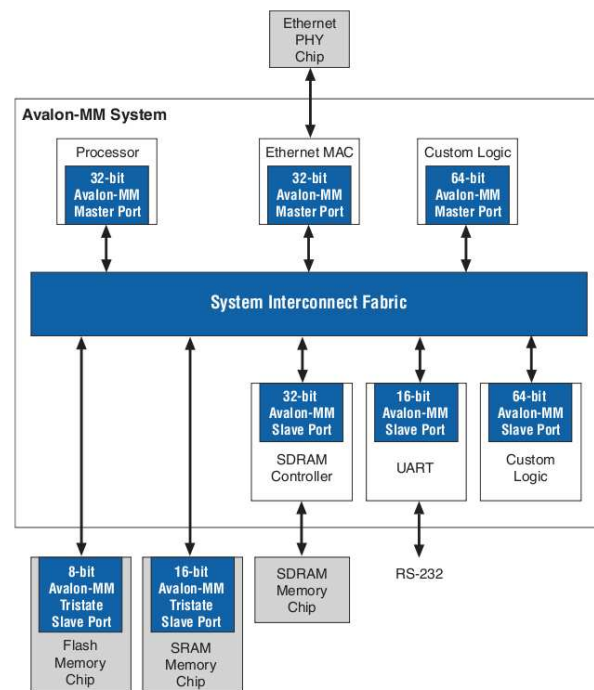 Ethernet
PHY
Chip
Avalon-MM System
Processor
32-bit
Avalon-MM
Master Port
Ethernet MAC
32-bit
Avalon-MM
Master Port
Custom Logic
64-bit
Avalon-MM
Master Port
System Interconnect Fabric
32-bit
Avalon-MM
Slave Port
SDRAM
Controller
16-bit
Avalon-MM
Slave Port
UART
64-bit
Avalon-MM
Slave Port
Custom
Logic
8-bit
Avalon-MM
Tristate
Slave Port
Flash
Memory
Chip
16-bit
Avalon-MM
Tristate
Slave Port
SRAM
Memory
Chip
SDRAM
Memory
Chip
RS-232